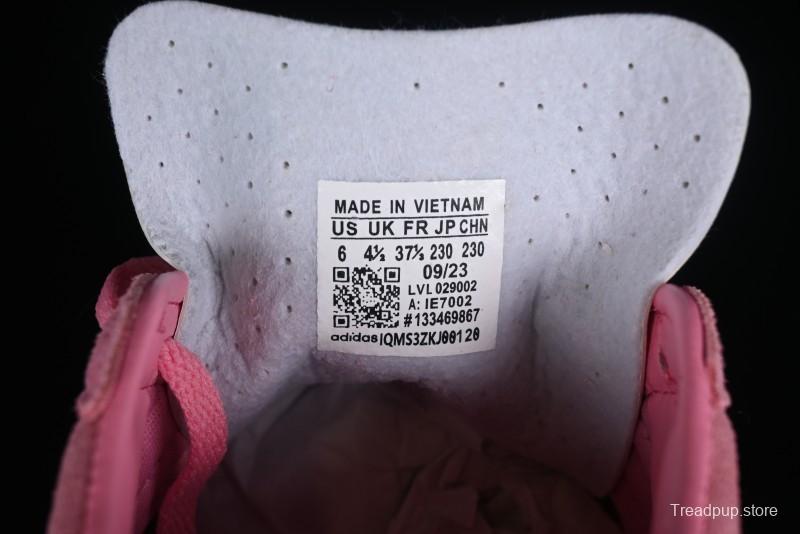 MADE IN VIETNAM
US UK FR JP CHN
6 4½ 37⅓ 230 230
09/23
LVL 029002
A: IE7002
#133469867
adidas IQMS3ZKJ00120
Treadpup.store